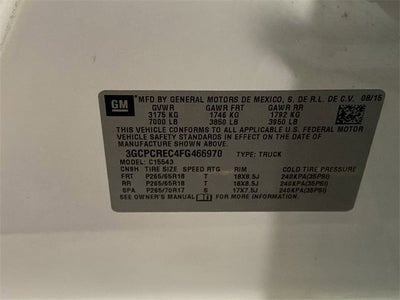 GM
MFD BY GENERAL MOTORS DE MEXICO, S. DE R.L. DE C.V. 08/15
GVWR GAWR FRT GAWR RR
3175 KG 1746 KG 1792 KG
7000 LB 3850 LB 3950 LB
THIS VEHICLE CONFORMS TO ALL APPLICABLE U.S. FEDERAL MOTOR
VEHICLE SAFETY STANDARDS IN EFFECT ON THE DATE OF
MANUFACTURE SHOWN ABOVE.
3GCPCREC4FG466970 TYPE: TRUCK
MODEL: C15543
TIRE SIZE SPEED RTG RIM COLD TIRE PRESSURE
FRT P265/65R18 T 18X8.5J 240KPA(35PSI)
RR P265/65R18 T 18X8.5J 240KPA(35PSI)
SPA P265/70R17 S 17X7.5J 240KPA(35PSI)
SEE OWNER'S MANUAL FOR ADDITIONAL INFORMATION.